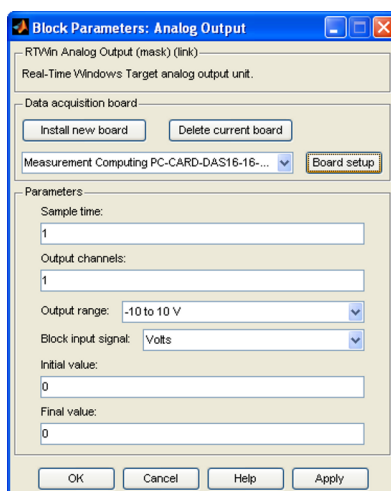 Block Parameters: Analog Output
RTWin Analog Output (mask) (link)
Real-Time Windows Target analog output unit.
Data acquisition board
Install new board Delete current board
Measurement Computing PC-CARD-DAS16-16-... Board setup
Parameters
Sample time:
1
Output channels:
1
Output range: -10 to 10 V
Block input signal: Volts
Initial value:
0
Final value:
0
OK Cancel Help Apply